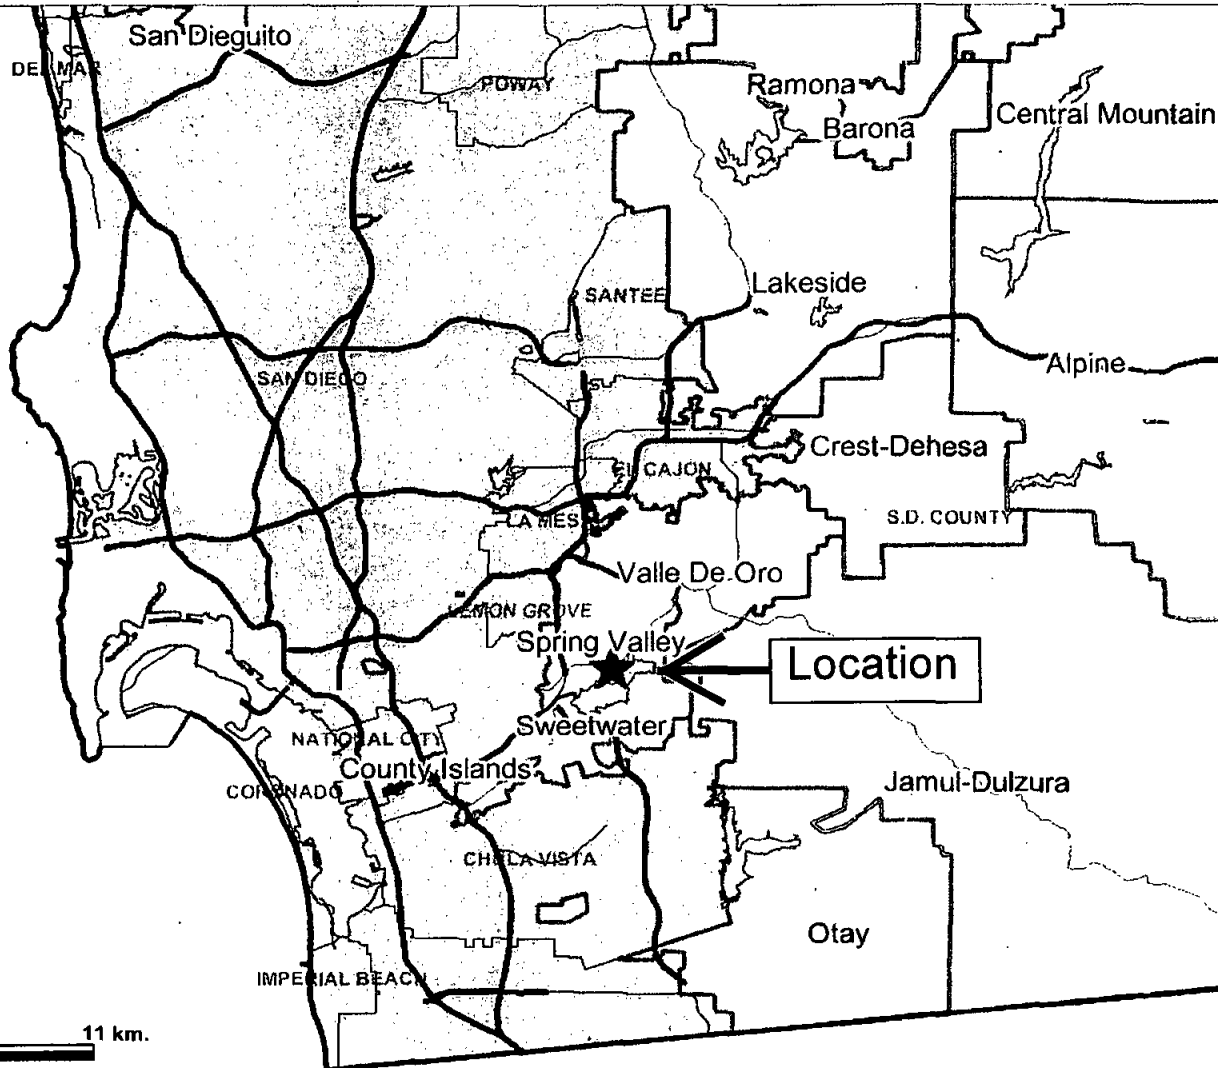 San Dieguito
DEL MAR
POWAY
Ramona
Barona
Central Mountain
SANTEE
Lakeside
SAN DIEGO
Alpine
Crest-Dehesa
EL CAJON
LA MESA
S.D. COUNTY
Valle De Oro
LEMON GROVE
Spring Valley
Location
Sweetwater
NATIONAL CITY
County Islands
CORONADO
Jamul-Dulzura
CHULA VISTA
Otay
IMPERIAL BEACH
11 km.